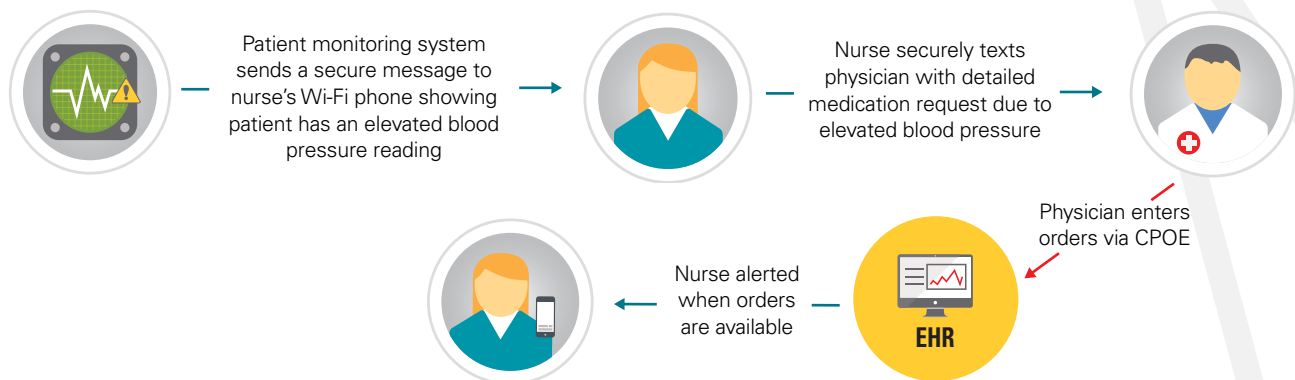 Patient monitoring system
sends a secure message to
nurse's Wi-Fi phone showing
patient has an elevated blood
pressure reading
Nurse securely texts
physician with detailed
medication request due to
elevated blood pressure
Physician enters
orders via CPOE
EHR
Nurse alerted
when orders
are available